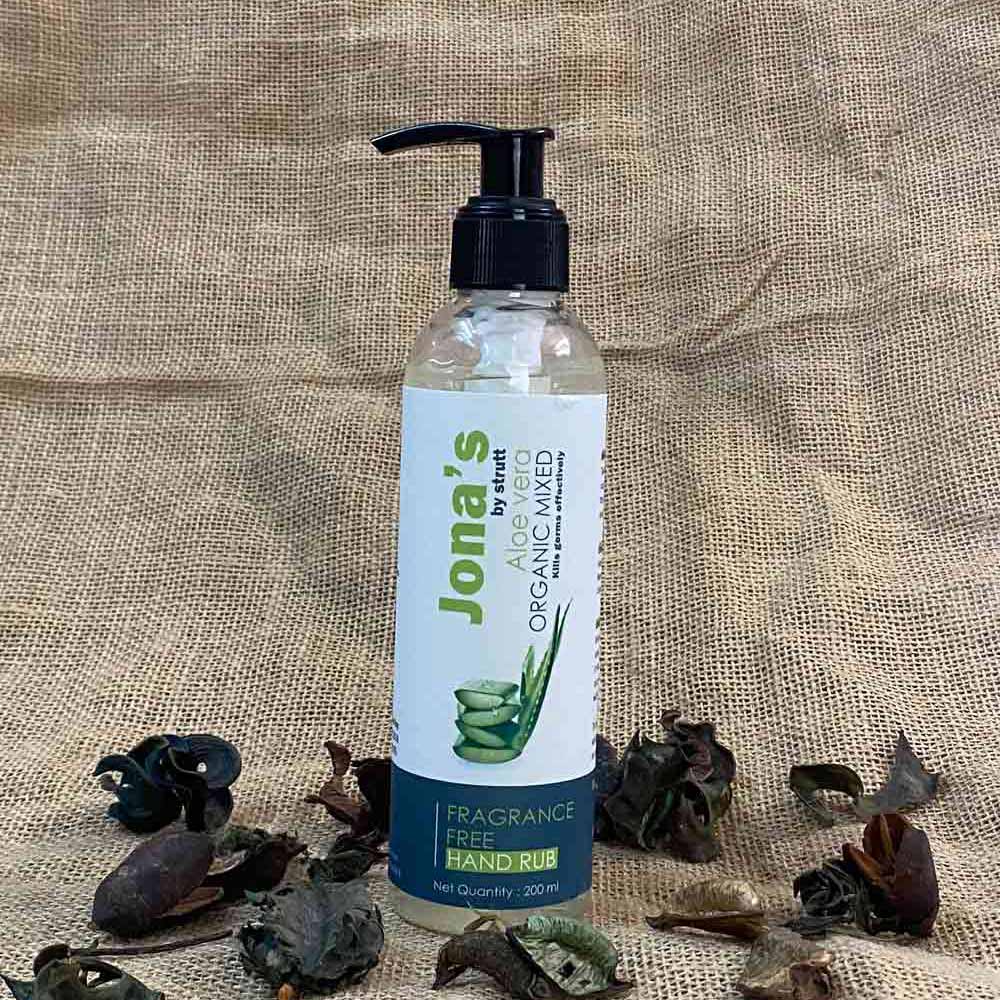 Jona's
by strutt
Aloe vera
ORGANIC MIXED
Kills germs effectively
FRAGRANCE
FREE
HAND RUB
Net Quantity : 200 ml